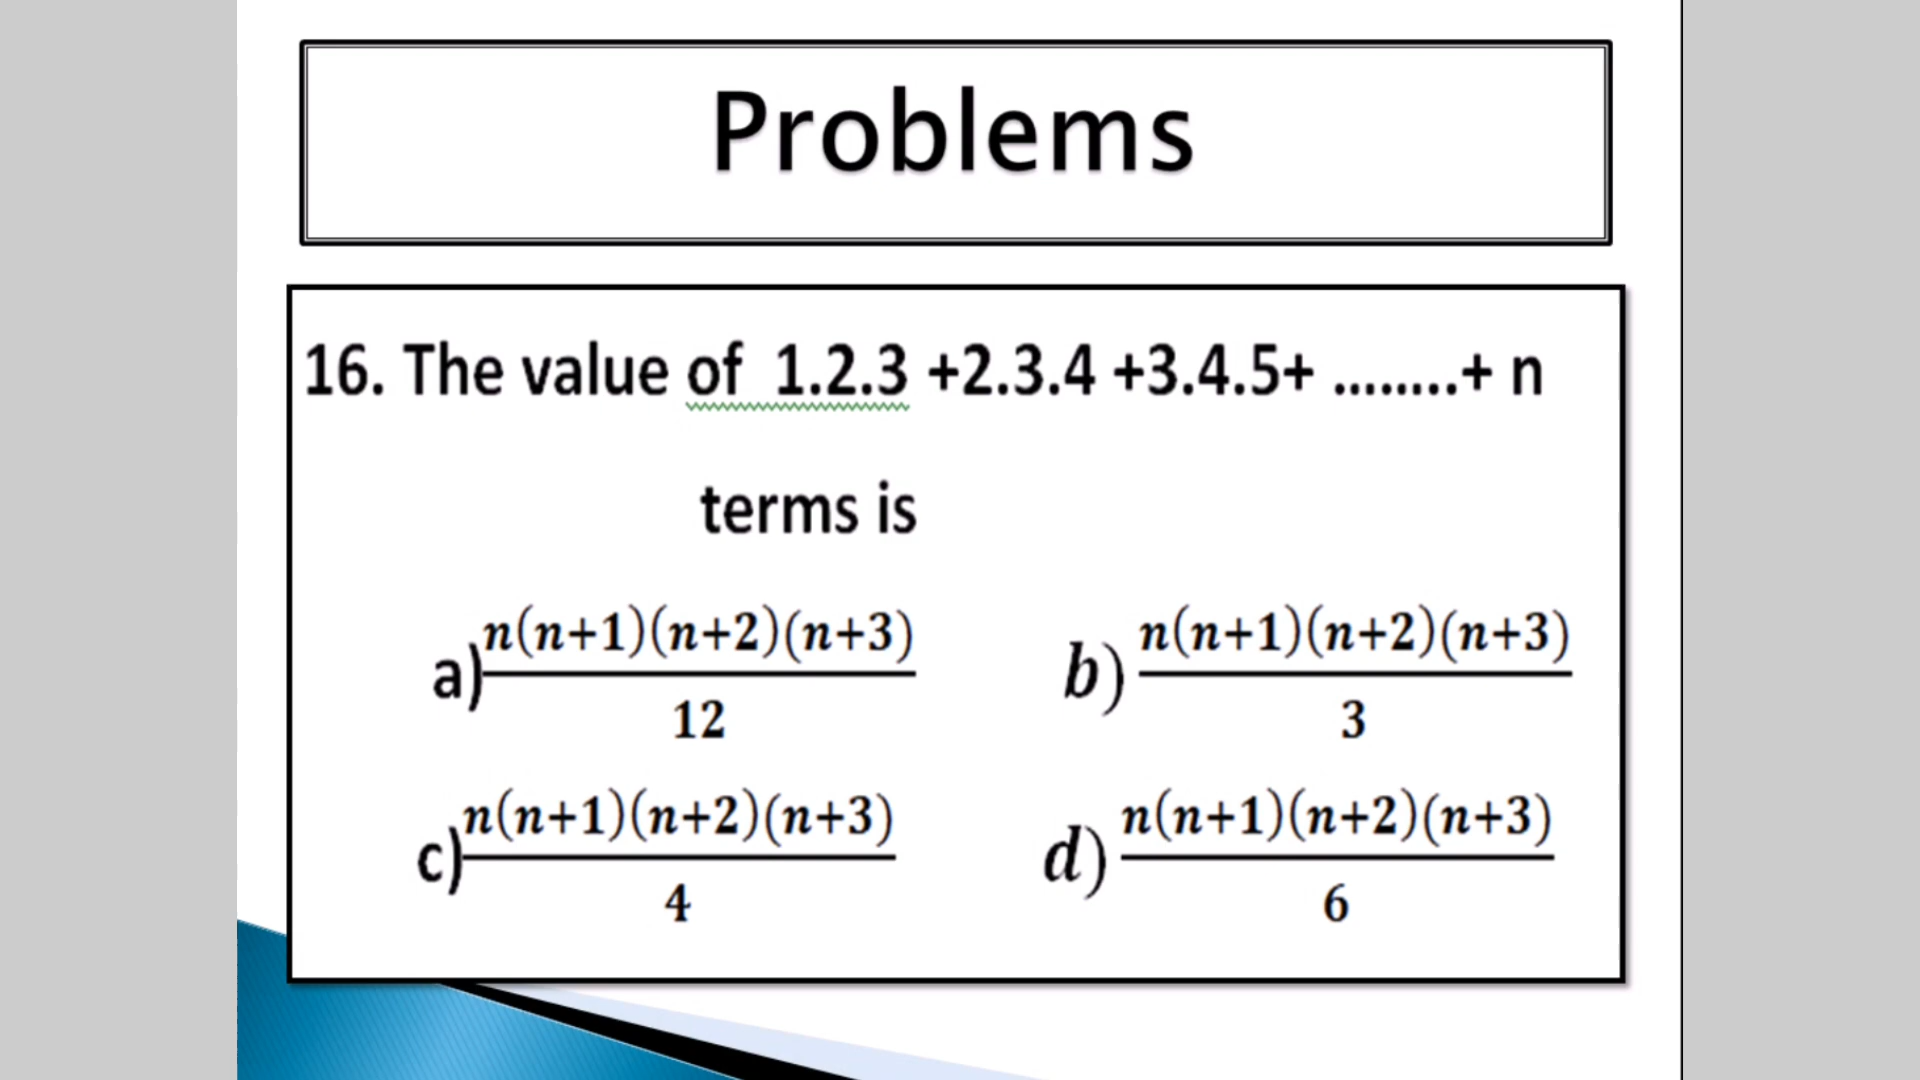 Problems
16. The value of 1.2.3 +2.3.4 +3.4.5+ ........+ n
terms is
a) n(n+1)(n+2)(n+3)/12 b) n(n+1)(n+2)(n+3)/3
c) n(n+1)(n+2)(n+3)/4 d) n(n+1)(n+2)(n+3)/6